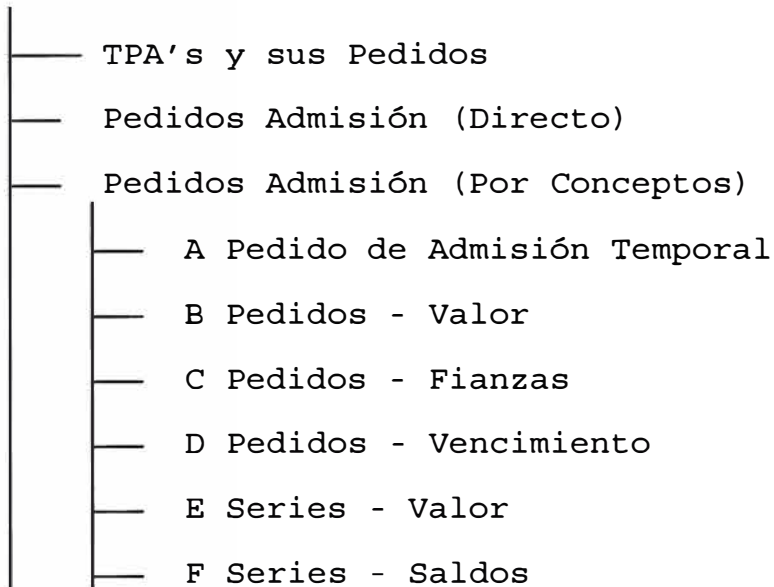 TPA's y sus Pedidos
Pedidos Admisión (Directo)
Pedidos Admisión (Por Conceptos)
A Pedido de Admisión Temporal
B Pedidos - Valor
C Pedidos - Fianzas
D Pedidos - Vencimiento
E Series - Valor
F Series - Saldos